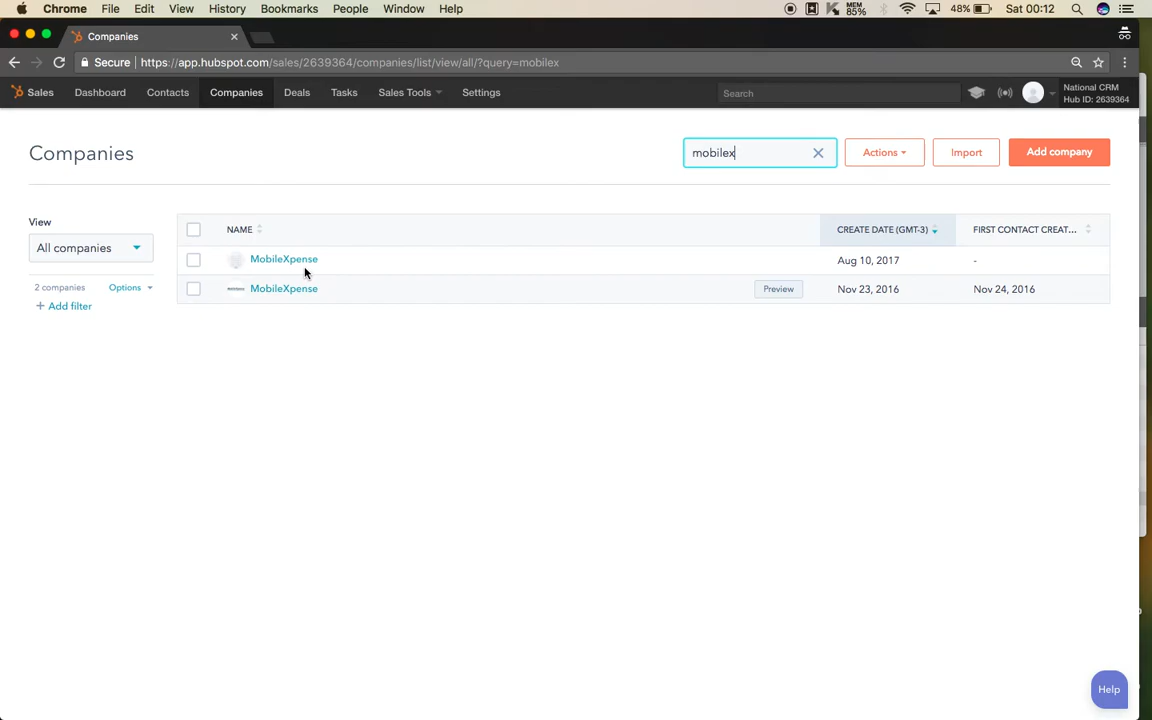 Chrome File Edit View History Bookmarks People Window Help MEM 85% 48% Sat 00:12
Companies
Secure https://app.hubspot.com/sales/2639364/companies/list/view/all/?query=mobilex
Sales Dashboard Contacts Companies Deals Tasks Sales Tools Settings Search National CRM
Hub ID: 2639364
Companies mobilex Actions Import Add company
View
All companies
2 companies Options
+ Add filter
NAME CREATE DATE (GMT-3) FIRST CONTACT CREAT...
MobileXpense Aug 10, 2017 -
MobileXpense Preview Nov 23, 2016 Nov 24, 2016
Help